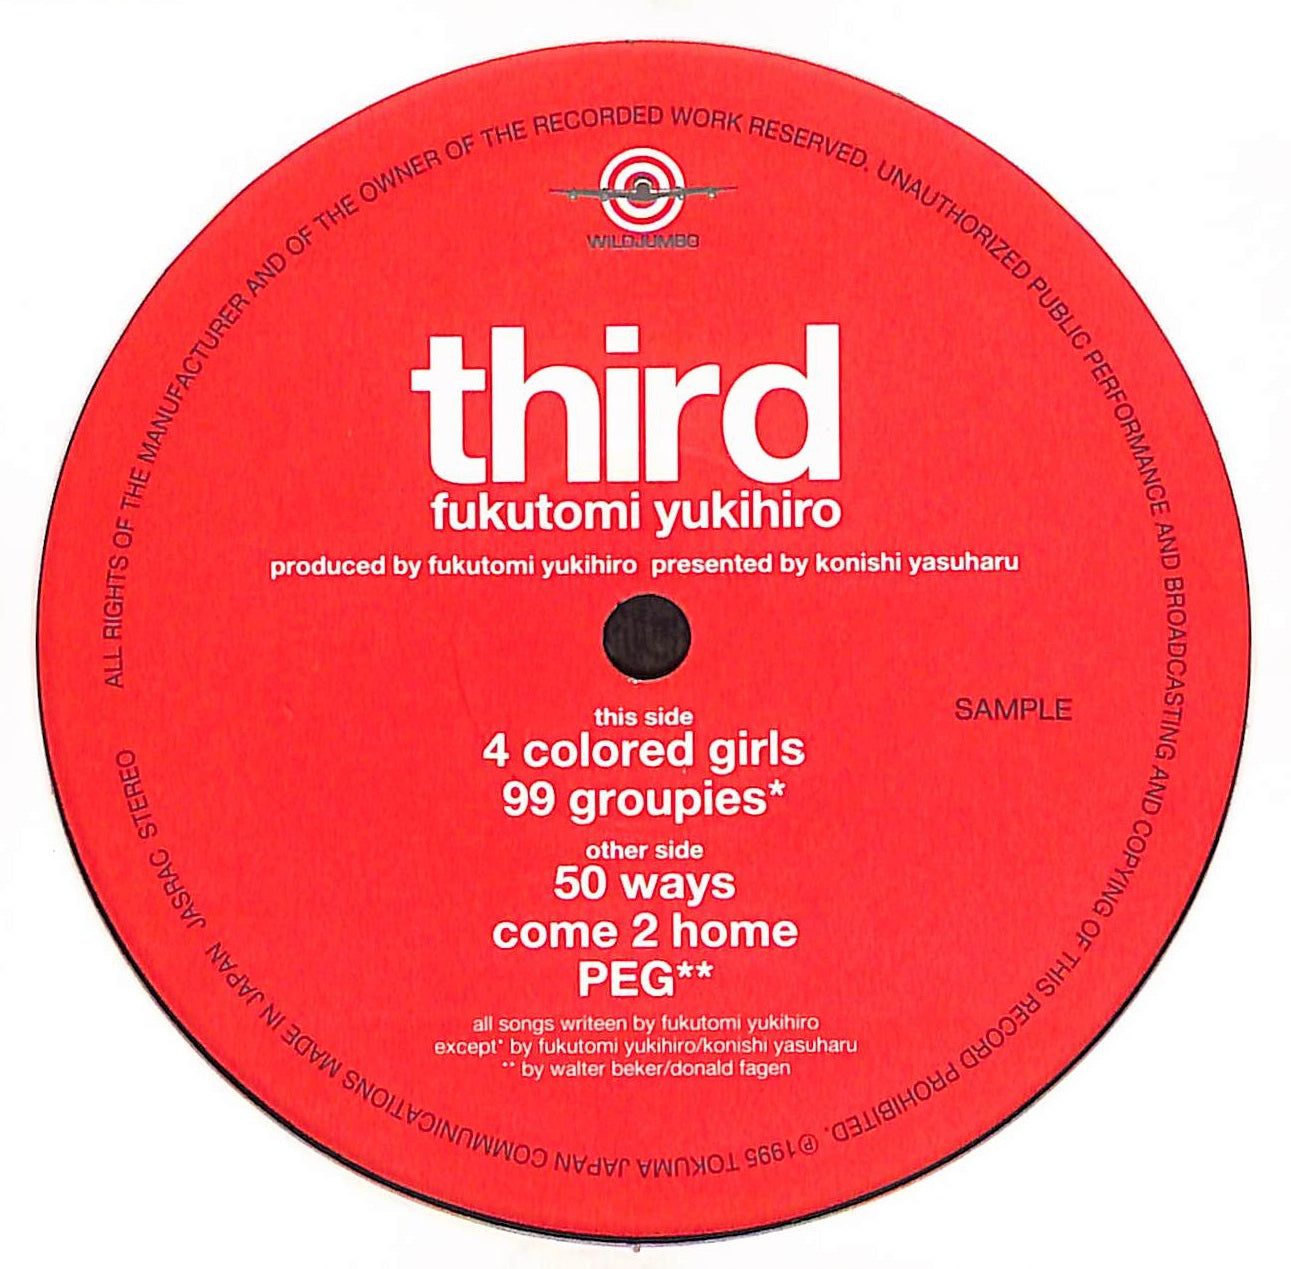 ALL RIGHTS OF THE MANUFACTURER AND OF THE OWNER OF THE RECORDED WORK RESERVED. UNAUTHORIZED PUBLIC PERFORMANCE AND BROADCASTING AND COPYING OF THIS RECORD PROHIBITED. ℗1995 TOKUMA JAPAN COMMUNICATIONS MADE IN JAPAN JASRAC STEREO
WILDJUMBO
third
fukutomi yukihiro
produced by fukutomi yukihiro presented by konishi yasuharu
SAMPLE
this side
4 colored girls
99 groupies*
other side
50 ways
come 2 home
PEG**
all songs writeen by fukutomi yukihiro
except* by fukutomi yukihiro/konishi yasuharu
** by walter beker/donald fagen